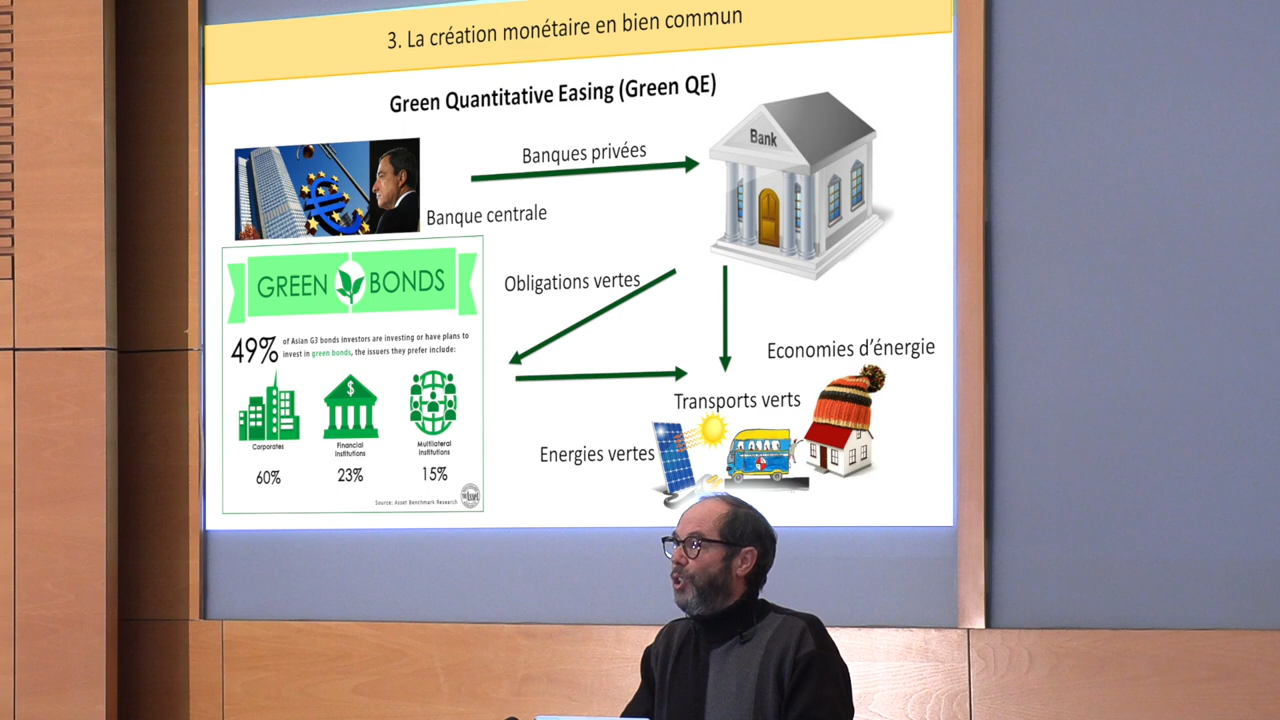 3. La création monétaire en bien commun
Green Quantitative Easing (Green QE)
Banques privées
Bank
Banque centrale
GREEN BONDS
Obligations vertes
49% of Asian G3 bonds investors are investing or have plans to
invest in green bonds, the issuers they prefer include:
Economies d'énergie
Corporates
Financial
Institutions
Multilateral
Institutions
60%
23%
15%
Transports verts
Energies vertes
Source: Asset Benchmark Research